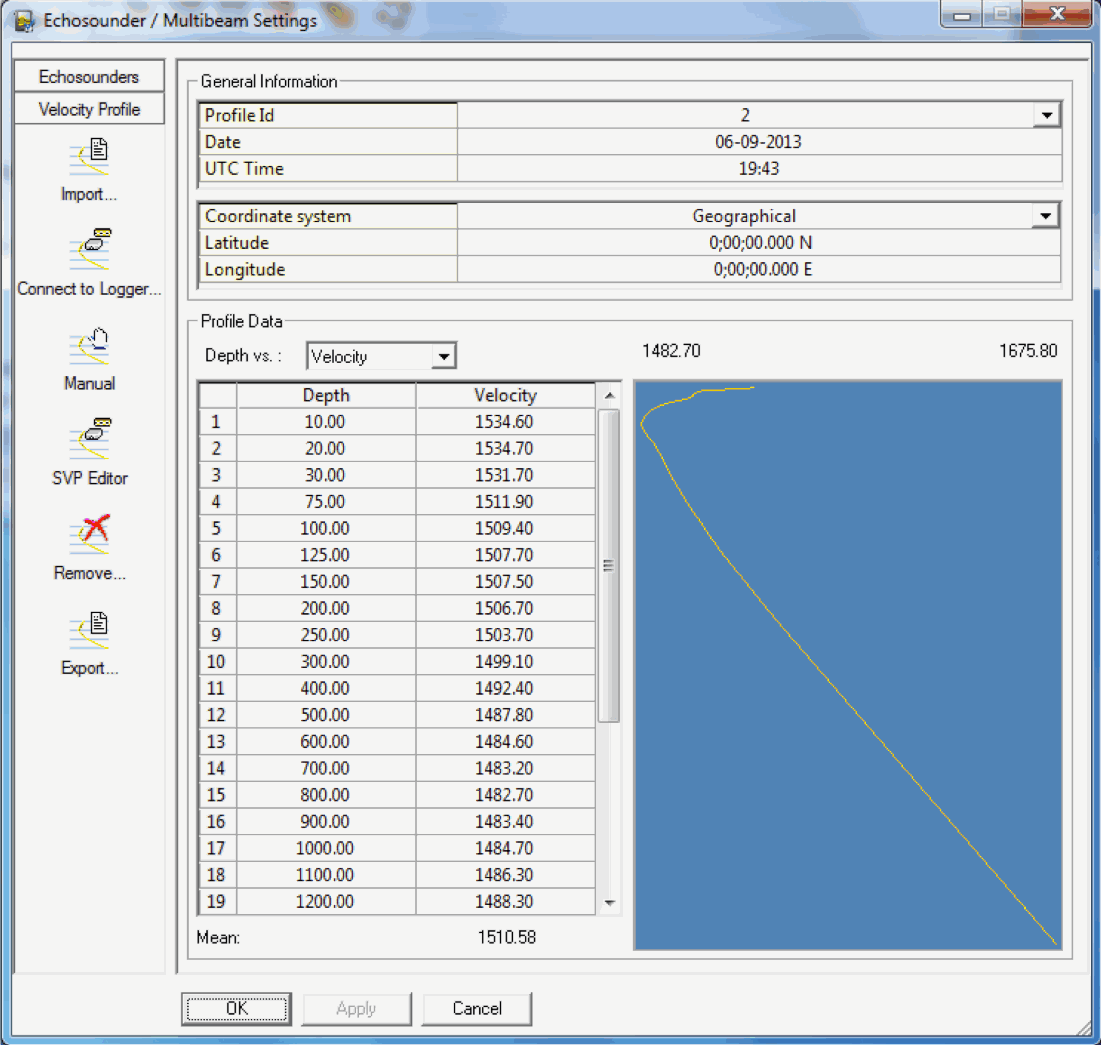 Echosounder / Multibeam Settings
Echosounders
Velocity Profile
Import...
Connect to Logger...
Manual
SVP Editor
Remove...
Export...
General Information
Profile Id 2
Date 06-09-2013
UTC Time 19:43
Coordinate system Geographical
Latitude 0;00;00.000 N
Longitude 0;00;00.000 E
Profile Data
Depth vs. : Velocity
1482.70 1675.80
Depth Velocity
1 10.00 1534.60
2 20.00 1534.70
3 30.00 1531.70
4 75.00 1511.90
5 100.00 1509.40
6 125.00 1507.70
7 150.00 1507.50
8 200.00 1506.70
9 250.00 1503.70
10 300.00 1499.10
11 400.00 1492.40
12 500.00 1487.80
13 600.00 1484.60
14 700.00 1483.20
15 800.00 1482.70
16 900.00 1483.40
17 1000.00 1484.70
18 1100.00 1486.30
19 1200.00 1488.30
Mean: 1510.58
OK Apply Cancel